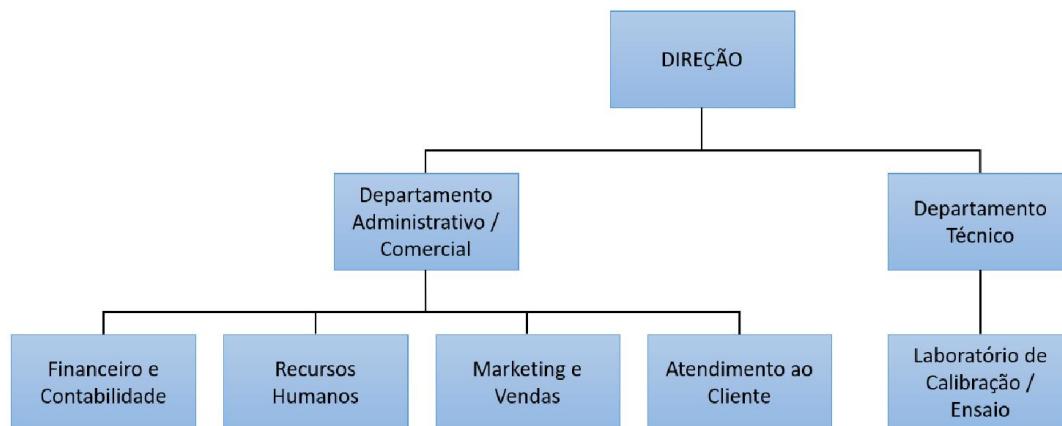 DIREÇÃO
Departamento
Administrativo /
Comercial
Departamento
Técnico
Financeiro e
Contabilidade
Recursos
Humanos
Marketing e
Vendas
Atendimento ao
Cliente
Laboratório de
Calibração /
Ensaio